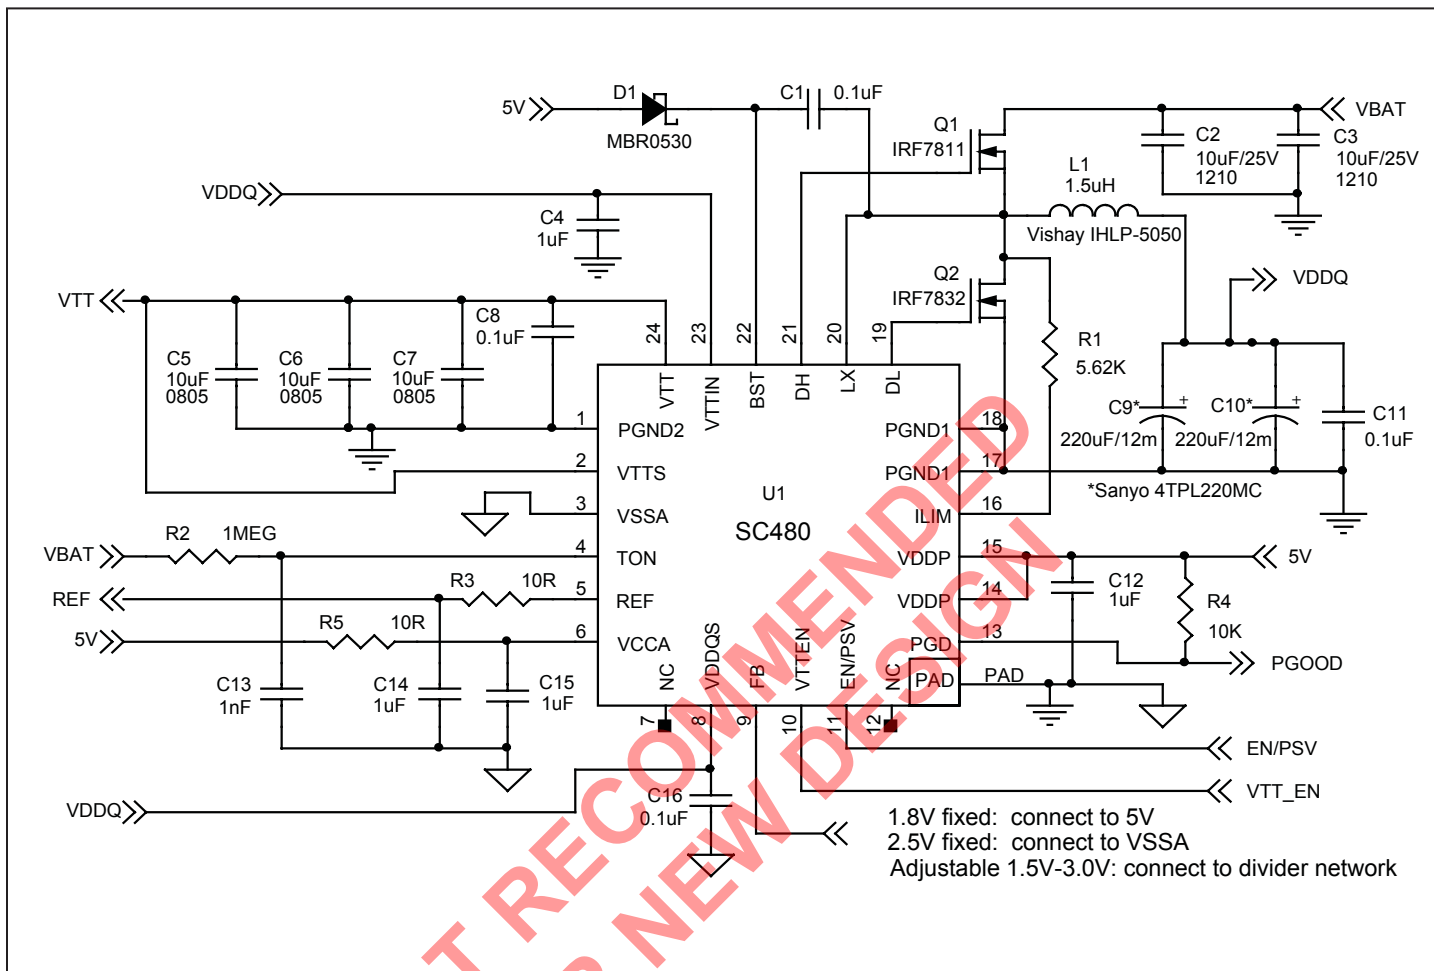 5V
D1
MBR0530
C1
0.1uF
Q1
IRF7811
VBAT
C2
10uF/25V
1210
C3
10uF/25V
1210
VDDQ
C4
1uF
L1
1.5uH
Vishay IHLP-5050
VTT
C5
10uF
0805
C6
10uF
0805
C7
10uF
0805
C8
0.1uF
Q2
IRF7832
R1
5.62K
VDDQ
C9*
220uF/12m
+
C10*
220uF/12m
+
C11
0.1uF
*Sanyo 4TPL220MC
24
23
22
21
20
19
VTT
VTTIN
BST
DH
LX
DL
1
PGND2
2
VTTS
3
VSSA
4
TON
5
REF
6
VCCA
U1
SC480
PGND1
18
PGND1
17
ILIM
16
VDDP
15
VDDP
14
PGD
13
PAD
PAD
NC
VDDQS
FB
VTTEN
EN/PSV
NC
7
8
9
10
11
12
VBAT
R2
1MEG
REF
R3
10R
5V
R5
10R
C13
1nF
C14
1uF
C15
1uF
5V
C12
1uF
R4
10K
PGOOD
EN/PSV
VTT_EN
VDDQ
C16
0.1uF
1.8V fixed: connect to 5V
2.5V fixed: connect to VSSA
Adjustable 1.5V-3.0V: connect to divider network
T RECOMMENDED
R NEW DESIGN